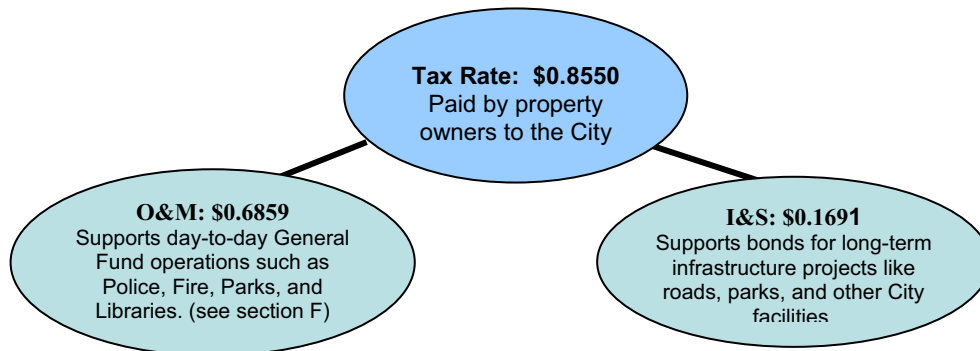 Tax Rate: $0.8550
Paid by property
owners to the City
O&M: $0.6859
Supports day-to-day General
Fund operations such as
Police, Fire, Parks, and
Libraries. (see section F)
I&S: $0.1691
Supports bonds for long-term
infrastructure projects like
roads, parks, and other City
facilities